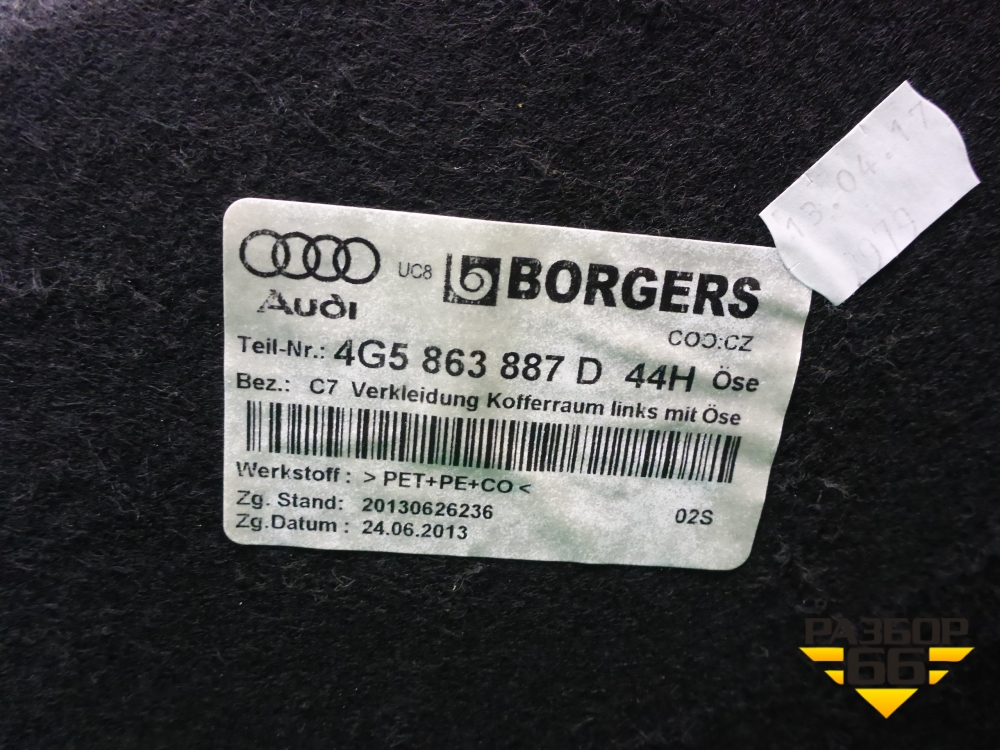 Audi
UC8 BORGERS
COO:CZ
Teil-Nr.: 4G5 863 887 D 44H Öse
Bez.: C7 Verkleidung Kofferraum links mit Öse
Werkstoff : > PET+PE+CO <
Zg. Stand: 20130626236
02S
Zg.Datum : 24.06.2013
13.04.17
РАЗБОР
66